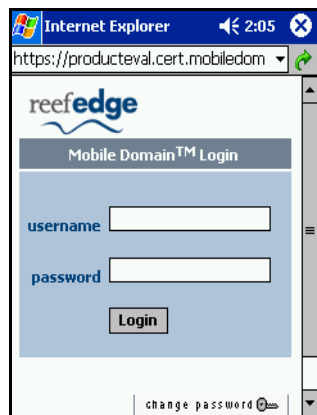 Internet Explorer 2:05
https://producteval.cert.mobiledom
reefedge
Mobile Domain™ Login
username
password
Login
change password